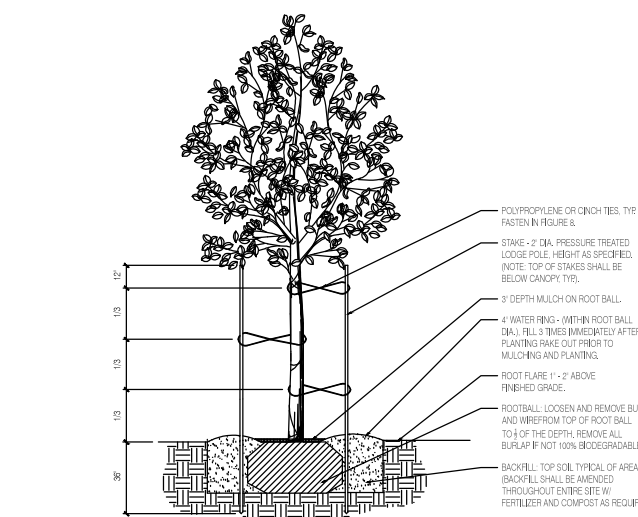 POLYPROPYLENE OR CINCH TIES, TYP.
FASTEN IN FIGURE 8.
STAKE - 2" DIA. PRESSURE TREATED
LODGE POLE, HEIGHT AS SPECIFIED.
(NOTE: TOP OF STAKES SHALL BE
BELOW CANOPY, TYP).
3" DEPTH MULCH ON ROOT BALL.
4" WATER RING - (WITHIN ROOT BALL
DIA.), FILL 3 TIMES IMMEDIATELY AFTER
PLANTING RAKE OUT PRIOR TO
MULCHING AND PLANTING.
ROOT FLARE 1" - 2" ABOVE
FINISHED GRADE.
ROOTBALL: LOOSEN AND REMOVE BU
AND WIREFROM TOP OF ROOT BALL
TO OF THE DEPTH, REMOVE ALL
BURLAP IF NOT 100% BIODEGRADABLE
BACKFILL: TOP SOIL TYPICAL OF AREA
(BACKFILL SHALL BE AMENDED
THROUGHOUT ENTIRE SITE W/
FERTILIZER AND COMPOST AS REQUIR
12"
1/3
1/3
1/3
36"